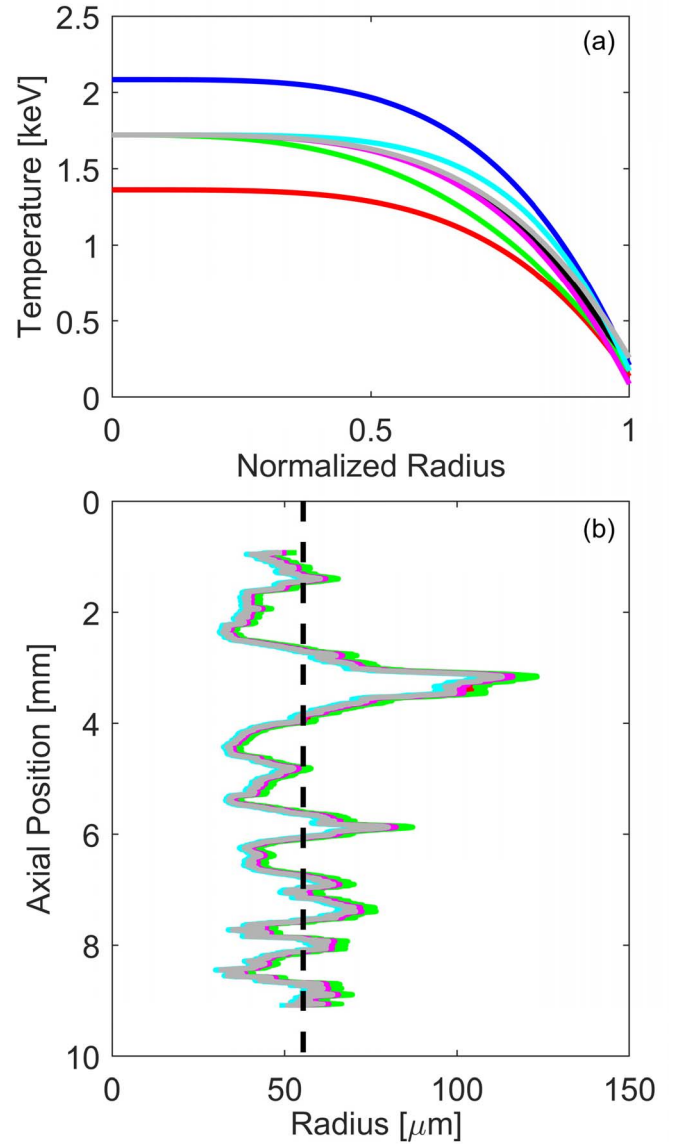 2.5
(a)
2
1.5
1
0.5
0
Temperature [keV]
0 0.5 1
Normalized Radius
0
(b)
2
4
6
8
10
Axial Position [mm]
0 50 100 150
Radius [μm]